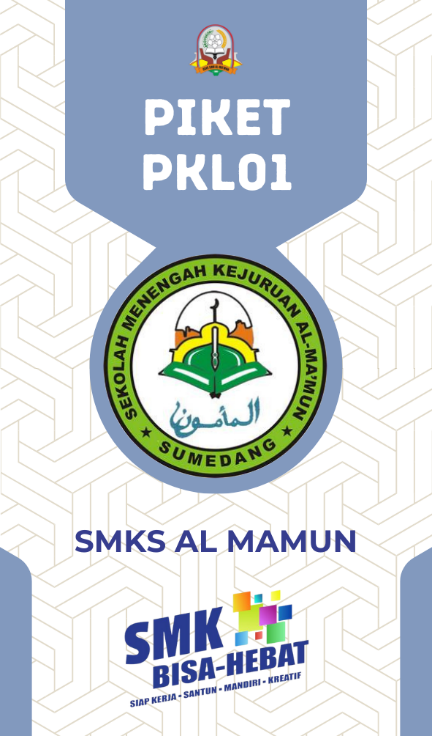 PIKET
PKL01
SEKOLAH MENENGAH KEJURUAN AL-MA'MUN
المأمون
★ SUMEDANG ★
SMKS AL MAMUN
SMK
BISA-HEBAT
SIAP KERJA • SANTUN • MANDIRI • KREATIF